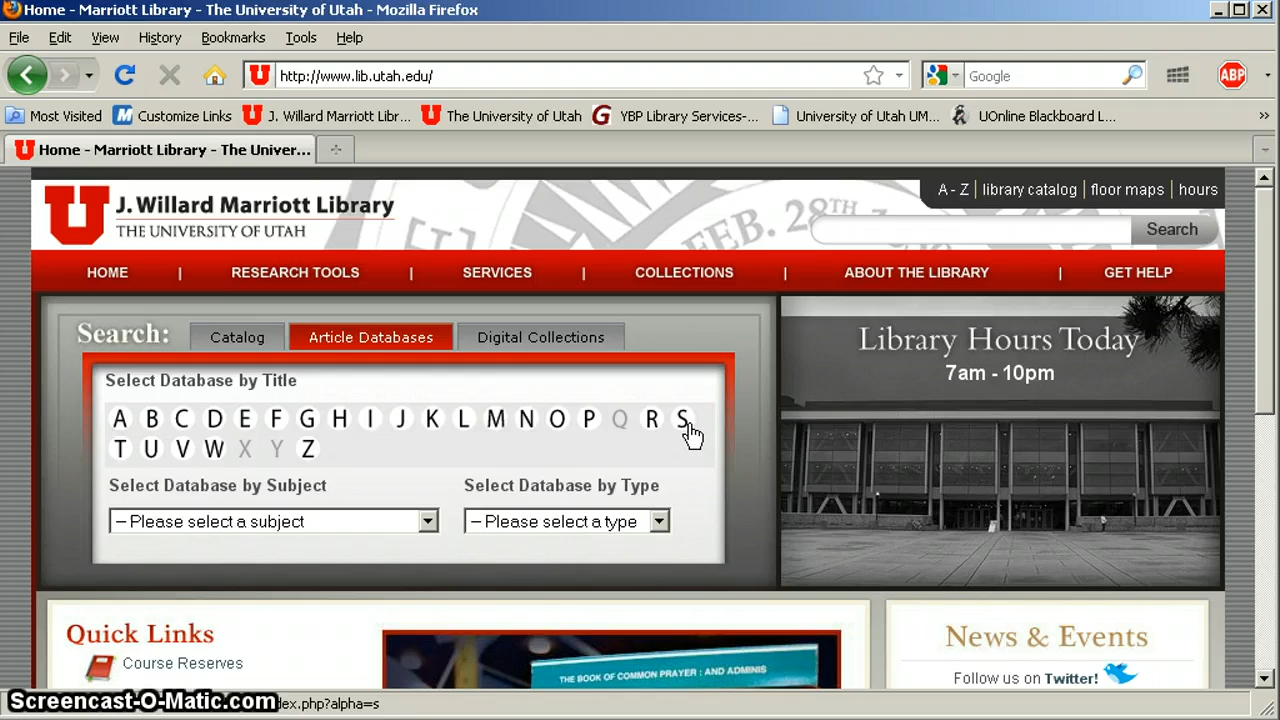 Home - Marriott Library - The University of Utah - Mozilla Firefox
File Edit View History Bookmarks Tools Help
http://www.lib.utah.edu/
Google
ABP
Most Visited Customize Links J. Willard Marriott Libr... The University of Utah YBP Library Services-... University of Utah UM... UOnline Blackboard L...
Home - Marriott Library - The Univer...
A - Z | library catalog | floor maps | hours
U J. Willard Marriott Library
THE UNIVERSITY OF UTAH
FEB. 28TH
Search
HOME | RESEARCH TOOLS | SERVICES | COLLECTIONS | ABOUT THE LIBRARY | GET HELP
Search: Catalog Article Databases Digital Collections
Select Database by Title
A B C D E F G H I J K L M N O P Q R S
T U V W X Y Z
Select Database by Subject Select Database by Type
-- Please select a subject -- Please select a type
Library Hours Today
7am - 10pm
Quick Links
Course Reserves
THE BOOK OF COMMON PRAYER : AND ADMINIS
News & Events
Follow us on Twitter!
Screencast-O-Matic.com
dex.php?alpha=s